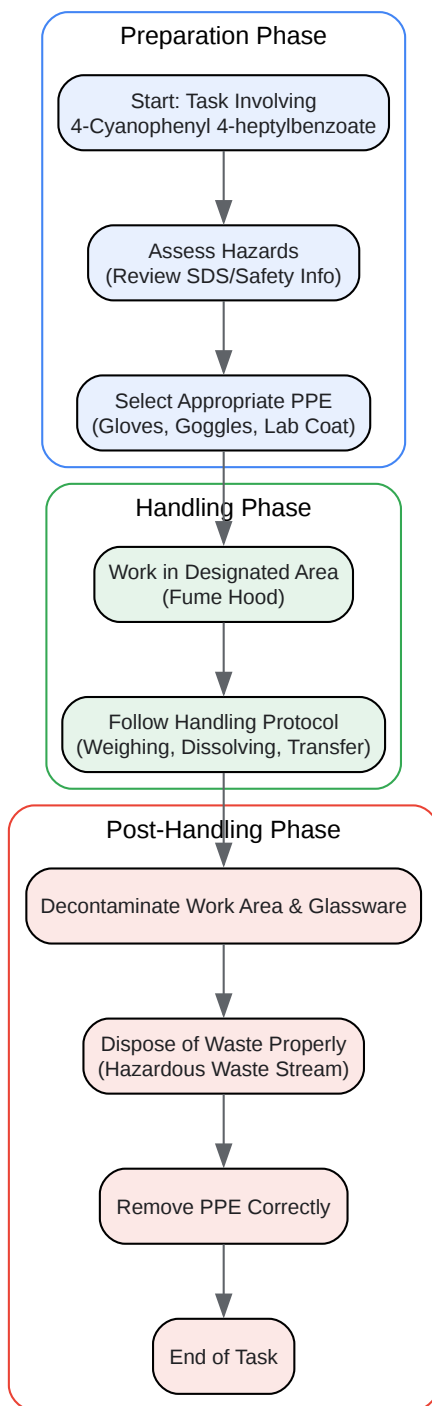 Preparation Phase
Start: Task Involving
4-Cyanophenyl 4-heptylbenzoate
Assess Hazards
(Review SDS/Safety Info)
Select Appropriate PPE
(Gloves, Goggles, Lab Coat)
Handling Phase
Work in Designated Area
(Fume Hood)
Follow Handling Protocol
(Weighing, Dissolving, Transfer)
Post-Handling Phase
Decontaminate Work Area & Glassware
Dispose of Waste Properly
(Hazardous Waste Stream)
Remove PPE Correctly
End of Task